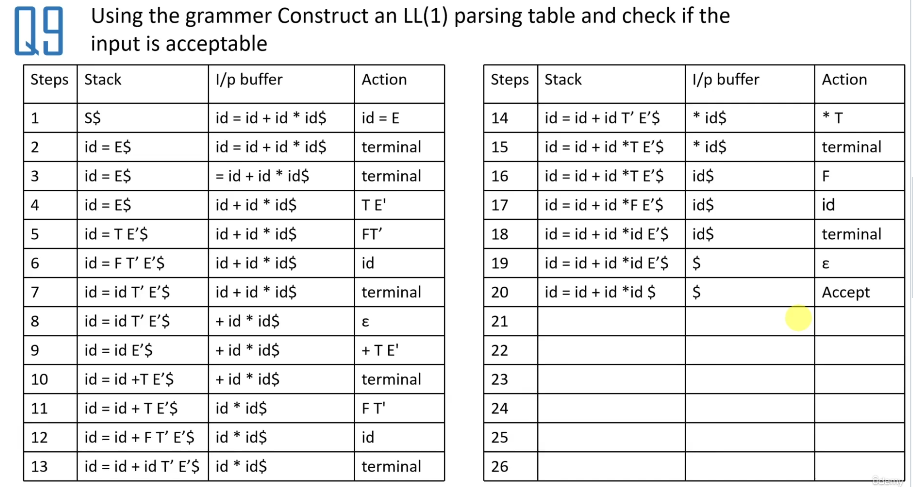 Q9
Using the grammer Construct an LL(1) parsing table and check if the
input is acceptable
Steps Stack I/p buffer Action
1 S$ id = id + id * id$ id = E
2 id = E$ id = id + id * id$ terminal
3 id = E$ = id + id * id$ terminal
4 id = E$ id + id * id$ T E'
5 id = T E’$ id + id * id$ FT’
6 id = F T’ E’$ id + id * id$ id
7 id = id T’ E’$ id + id * id$ terminal
8 id = id T’ E’$ + id * id$ ε
9 id = id E’$ + id * id$ + T E'
10 id = id +T E’$ + id * id$ terminal
11 id = id + T E’$ id * id$ F T'
12 id = id + F T’ E’$ id * id$ id
13 id = id + id T’ E’$ id * id$ terminal
Steps Stack I/p buffer Action
14 id = id + id T’ E’$ * id$ * T
15 id = id + id *T E’$ * id$ terminal
16 id = id + id *T E’$ id$ F
17 id = id + id *F E’$ id$ id
18 id = id + id *id E’$ id$ terminal
19 id = id + id *id E’$ $ ε
20 id = id + id *id $ $ Accept
21
22
23
24
25
26
Udemy